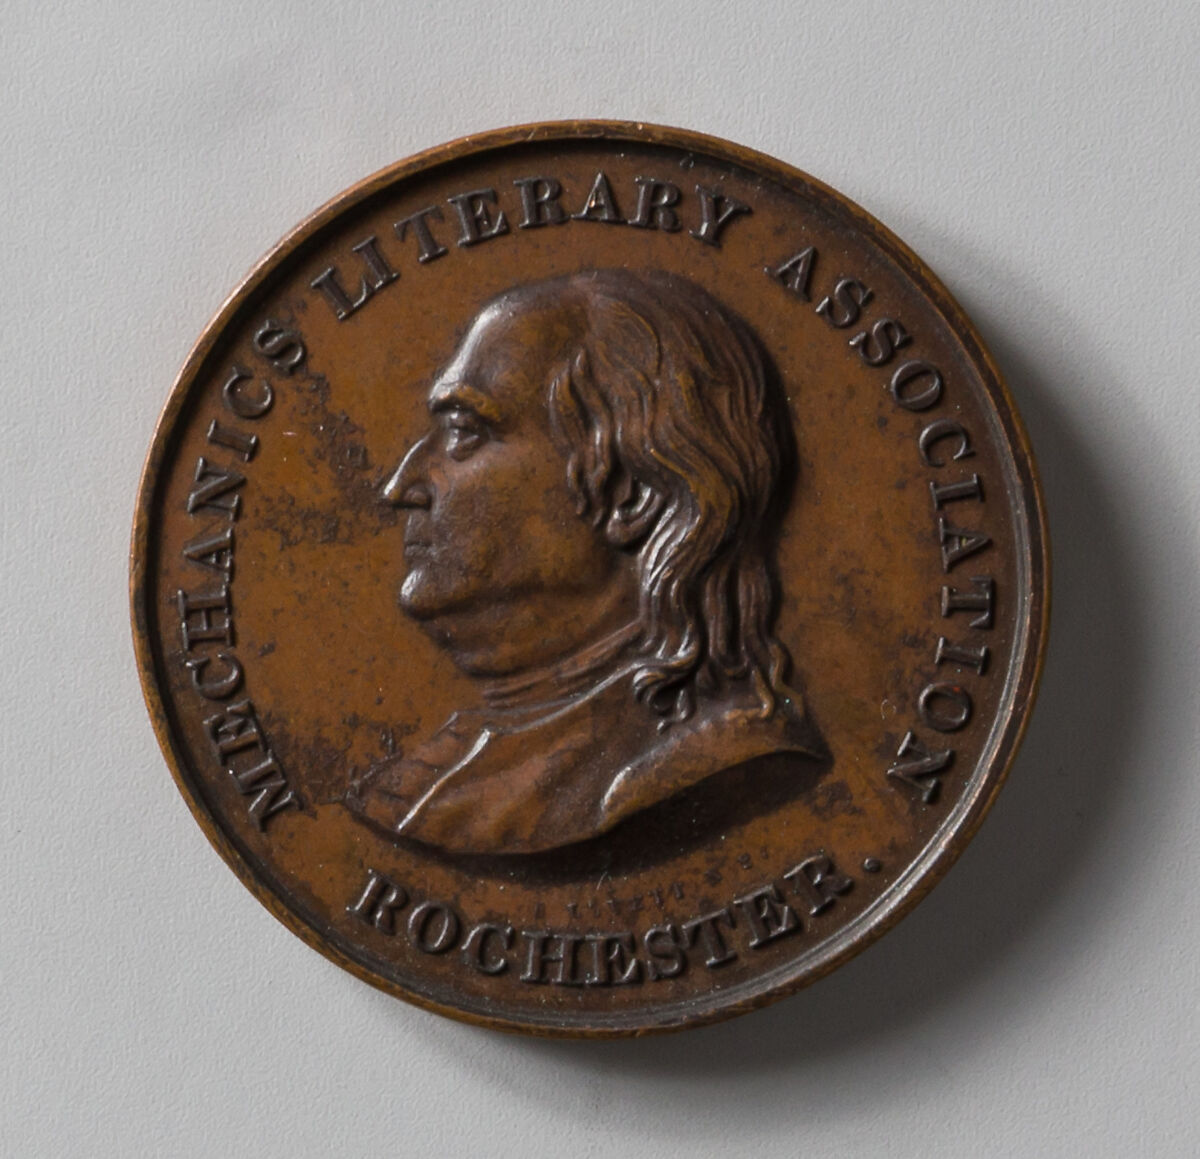 MECHANICS LITERARY ASSOCIATION
ROCHESTER.